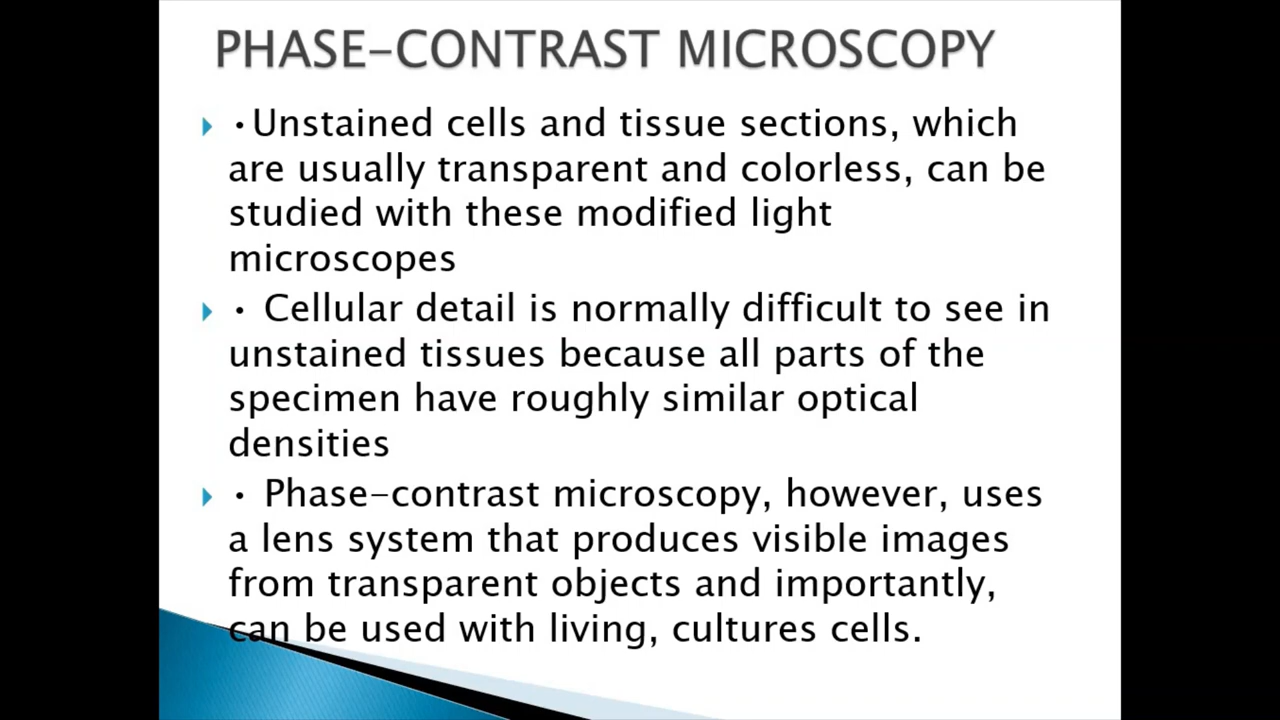 PHASE-CONTRAST MICROSCOPY
•Unstained cells and tissue sections, which
are usually transparent and colorless, can be
studied with these modified light
microscopes
• Cellular detail is normally difficult to see in
unstained tissues because all parts of the
specimen have roughly similar optical
densities
• Phase-contrast microscopy, however, uses
a lens system that produces visible images
from transparent objects and importantly,
can be used with living, cultures cells.